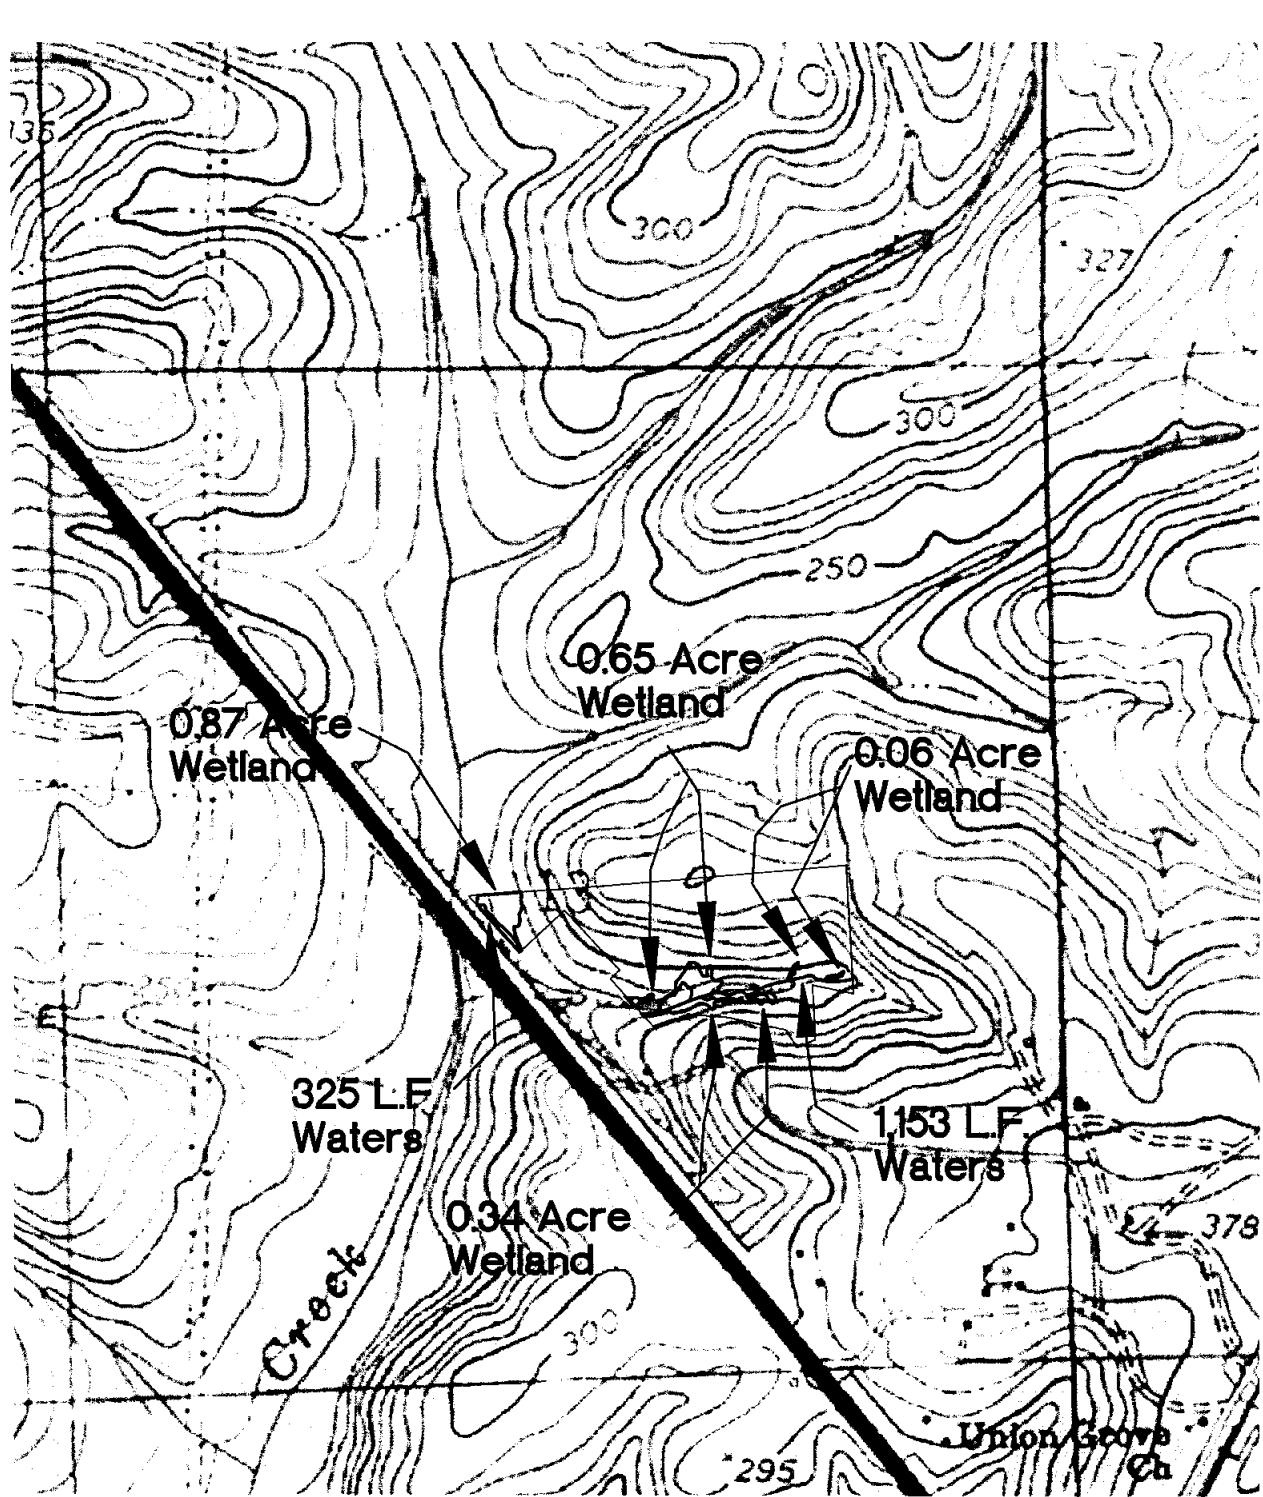 300
327
300
250
0.65 Acre
Wetland
0.87 Acre
Wetland
0.06 Acre
Wetland
250
325 L.F.
Waters
1,153 L.F.
Waters
0.34 Acre
Wetland
378
Creek
300
Union Grove
Ch
295